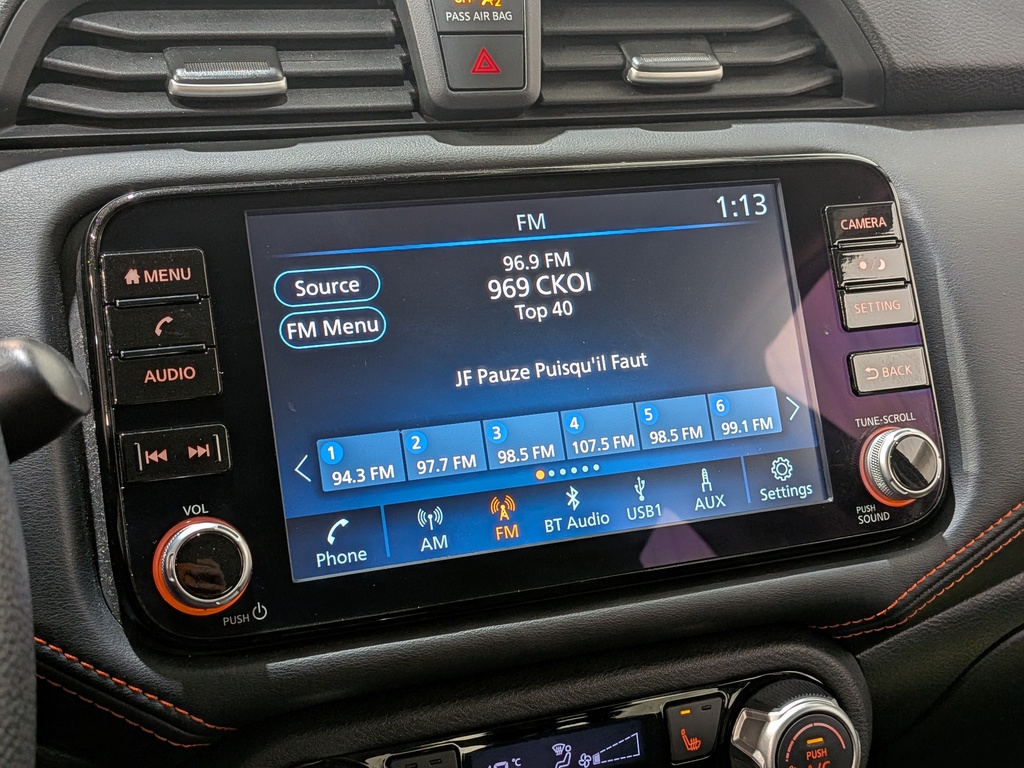 PASS AIR BAG
FM
1:13
MENU
AUDIO
VOL
PUSH
Source
FM Menu
96.9 FM
969 CKOI
Top 40
JF Pauze Puisqu'il Faut
1 94.3 FM
2 97.7 FM
3 98.5 FM
4 107.5 FM
5 98.5 FM
6 99.1 FM
Phone
AM
FM
BT Audio
USB1
AUX
Settings
CAMERA
SETTING
BACK
TUNE·SCROLL
PUSH
SOUND
°C
PUSH